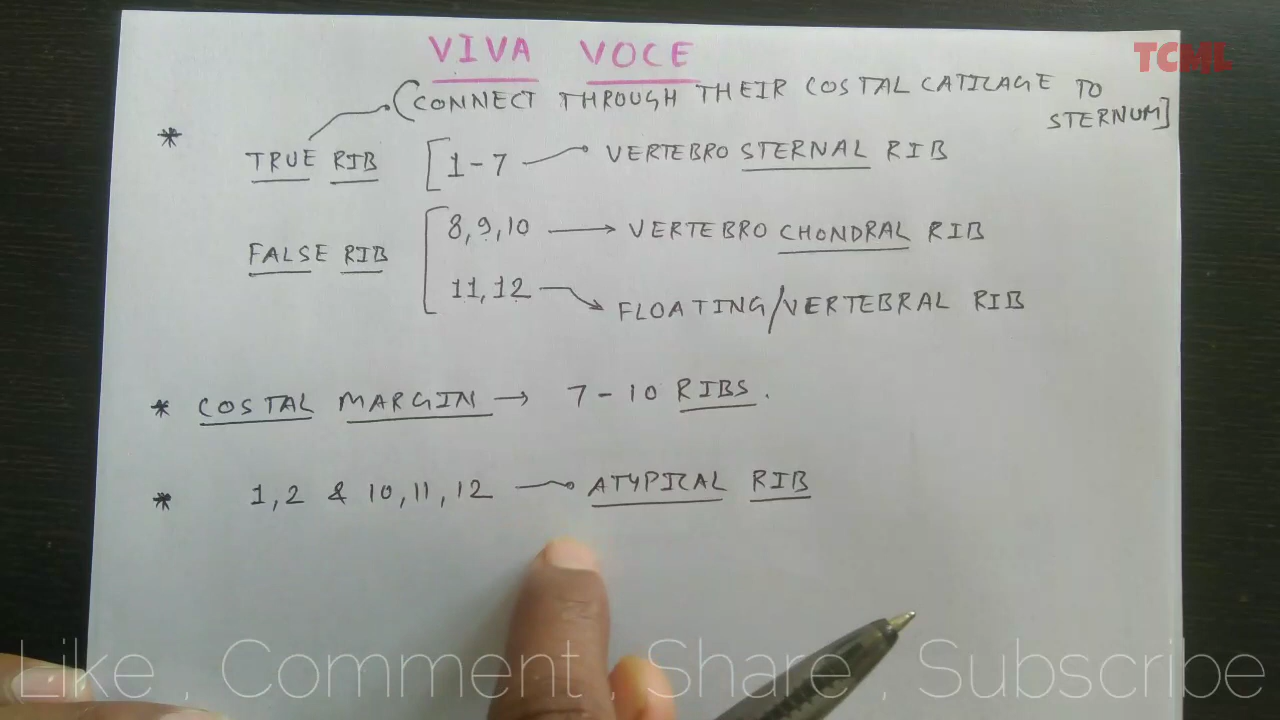 VIVA VOCE
TCML
(CONNECT THROUGH THEIR COSTAL CATILAGE TO
STERNUM]
* TRUE RIB [1-7 VERTEBRO STERNAL RIB
FALSE RIB [8,9,10 → VERTEBRO CHONDRAL RIB
11,12 → FLOATING/VERTEBRAL RIB
* COSTAL MARGIN → 7-10 RIBS.
* 1,2 & 10,11,12 ATYPICAL RIB
Like , Comment , Share , Subscribe